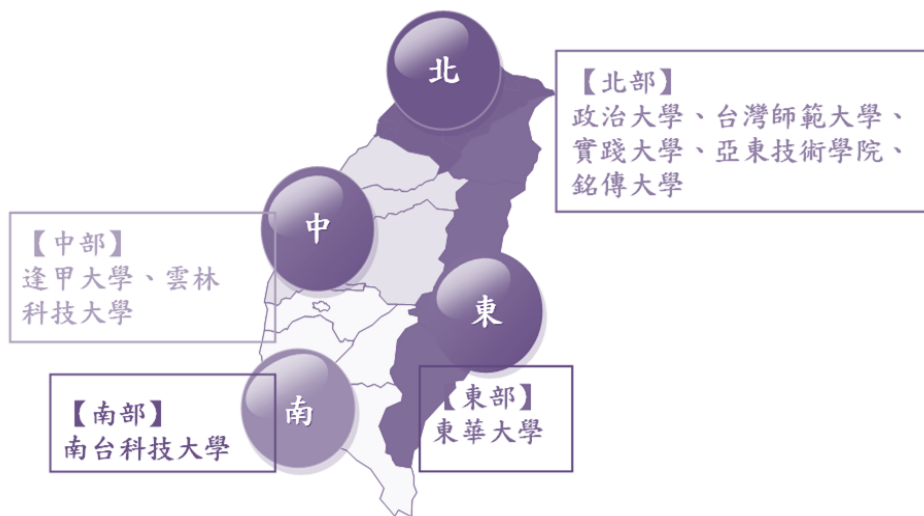 北
【北部】
政治大學、台灣師範大學、
實踐大學、亞東技術學院、
銘傳大學
中
【中部】
逢甲大學、雲林
科技大學
東
【東部】
東華大學
南
【南部】
南台科技大學